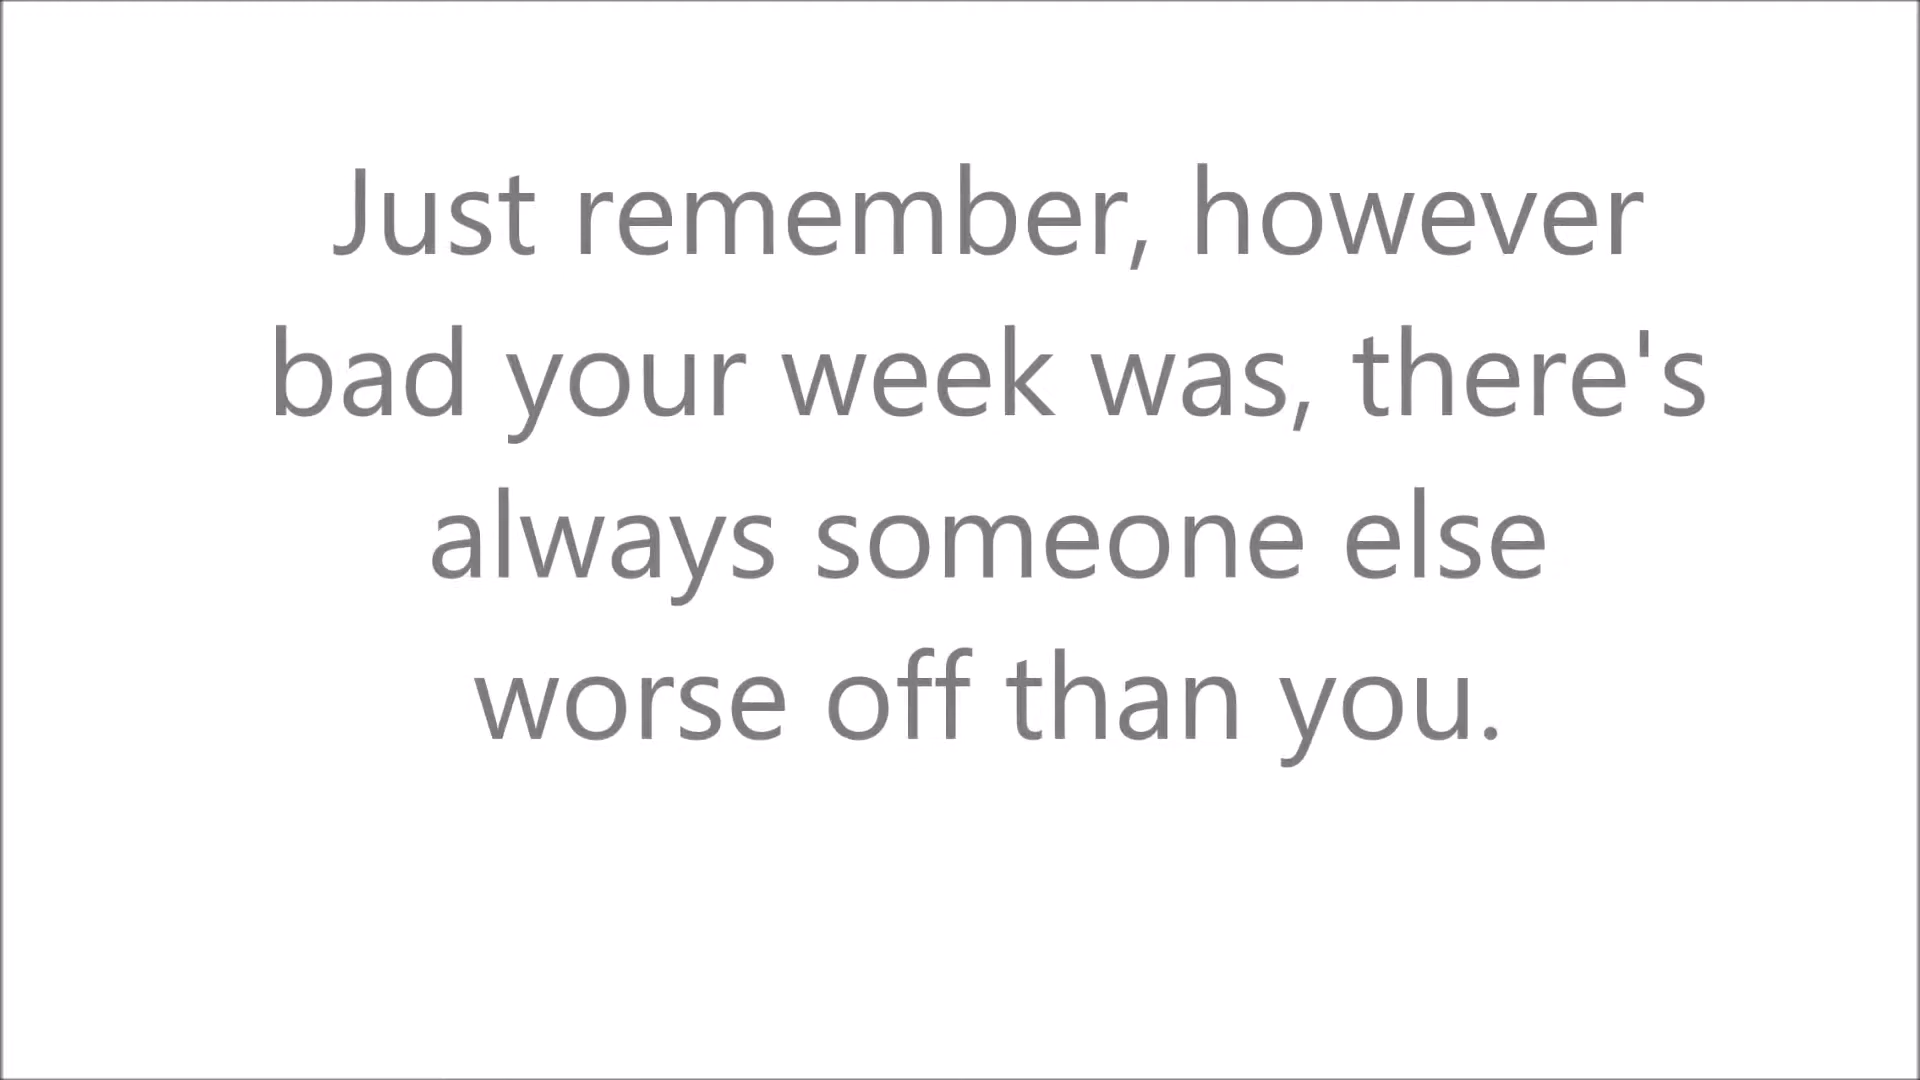 Just remember, however
bad your week was, there's
always someone else
worse off than you.